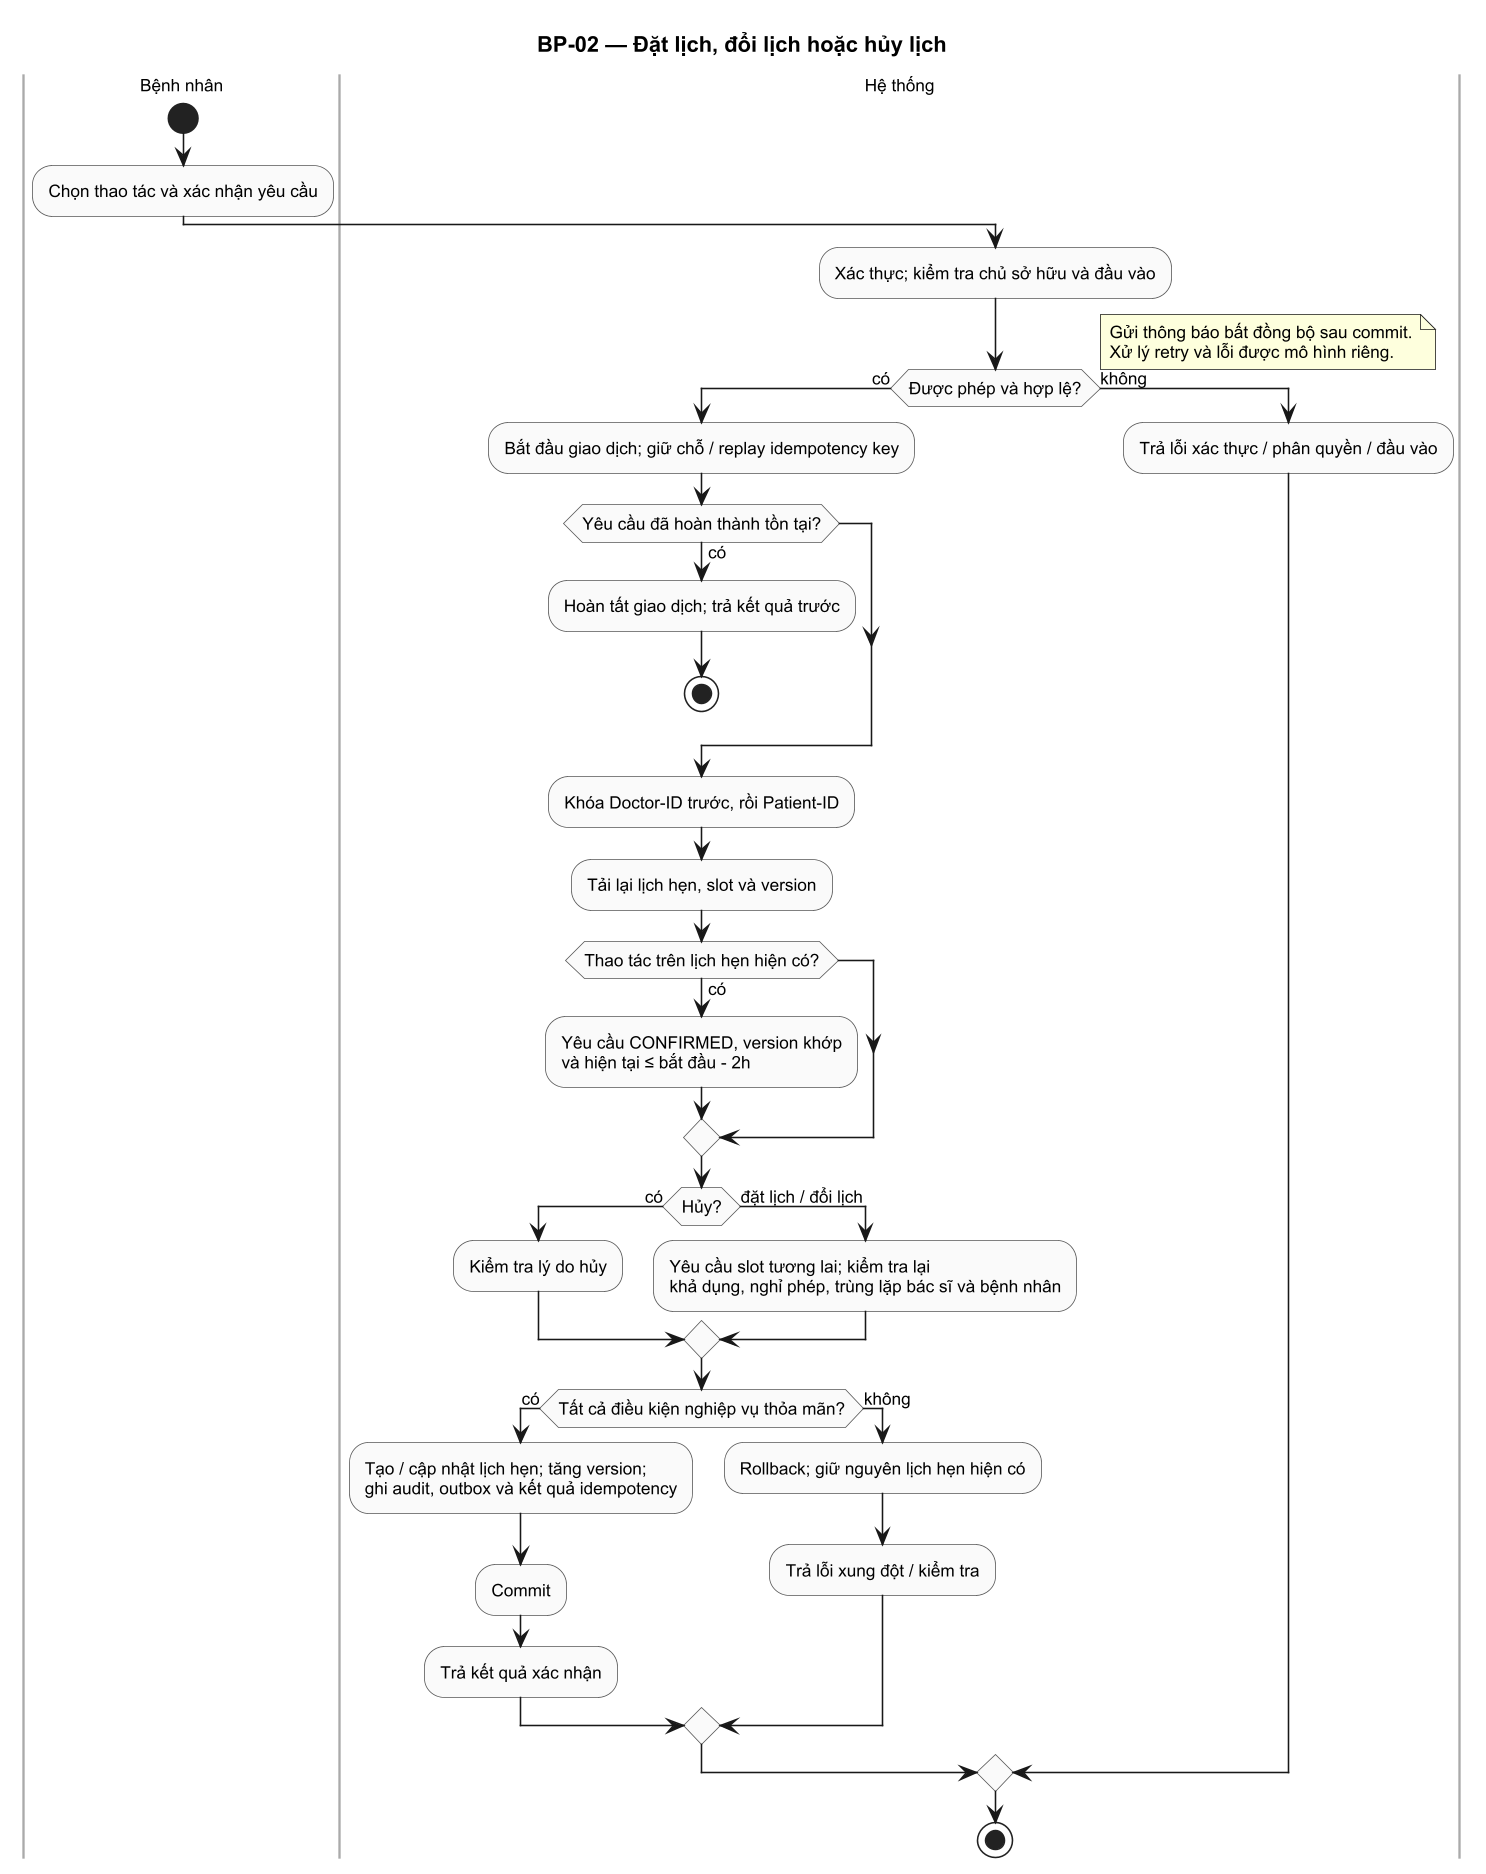 BP-02 — Đặt lịch, đổi lịch hoặc hủy lịch
Bệnh nhân
Hệ thống
Chọn thao tác và xác nhận yêu cầu
Xác thực; kiểm tra chủ sở hữu và đầu vào
Gửi thông báo bất đồng bộ sau commit.
Xử lý retry và lỗi được mô hình riêng.
có
Được phép và hợp lệ?
không
Bắt đầu giao dịch; giữ chỗ / replay idempotency key
Trả lỗi xác thực / phân quyền / đầu vào
Yêu cầu đã hoàn thành tồn tại?
có
Hoàn tất giao dịch; trả kết quả trước
Khóa Doctor-ID trước, rồi Patient-ID
Tải lại lịch hẹn, slot và version
Thao tác trên lịch hẹn hiện có?
có
Yêu cầu CONFIRMED, version khớp
và hiện tại ≤ bắt đầu - 2h
có
Hủy?
đặt lịch / đổi lịch
Kiểm tra lý do hủy
Yêu cầu slot tương lai; kiểm tra lại
khả dụng, nghỉ phép, trùng lặp bác sĩ và bệnh nhân
có
Tất cả điều kiện nghiệp vụ thỏa mãn?
không
Tạo / cập nhật lịch hẹn; tăng version;
ghi audit, outbox và kết quả idempotency
Rollback; giữ nguyên lịch hẹn hiện có
Trả lỗi xung đột / kiểm tra
Commit
Trả kết quả xác nhận